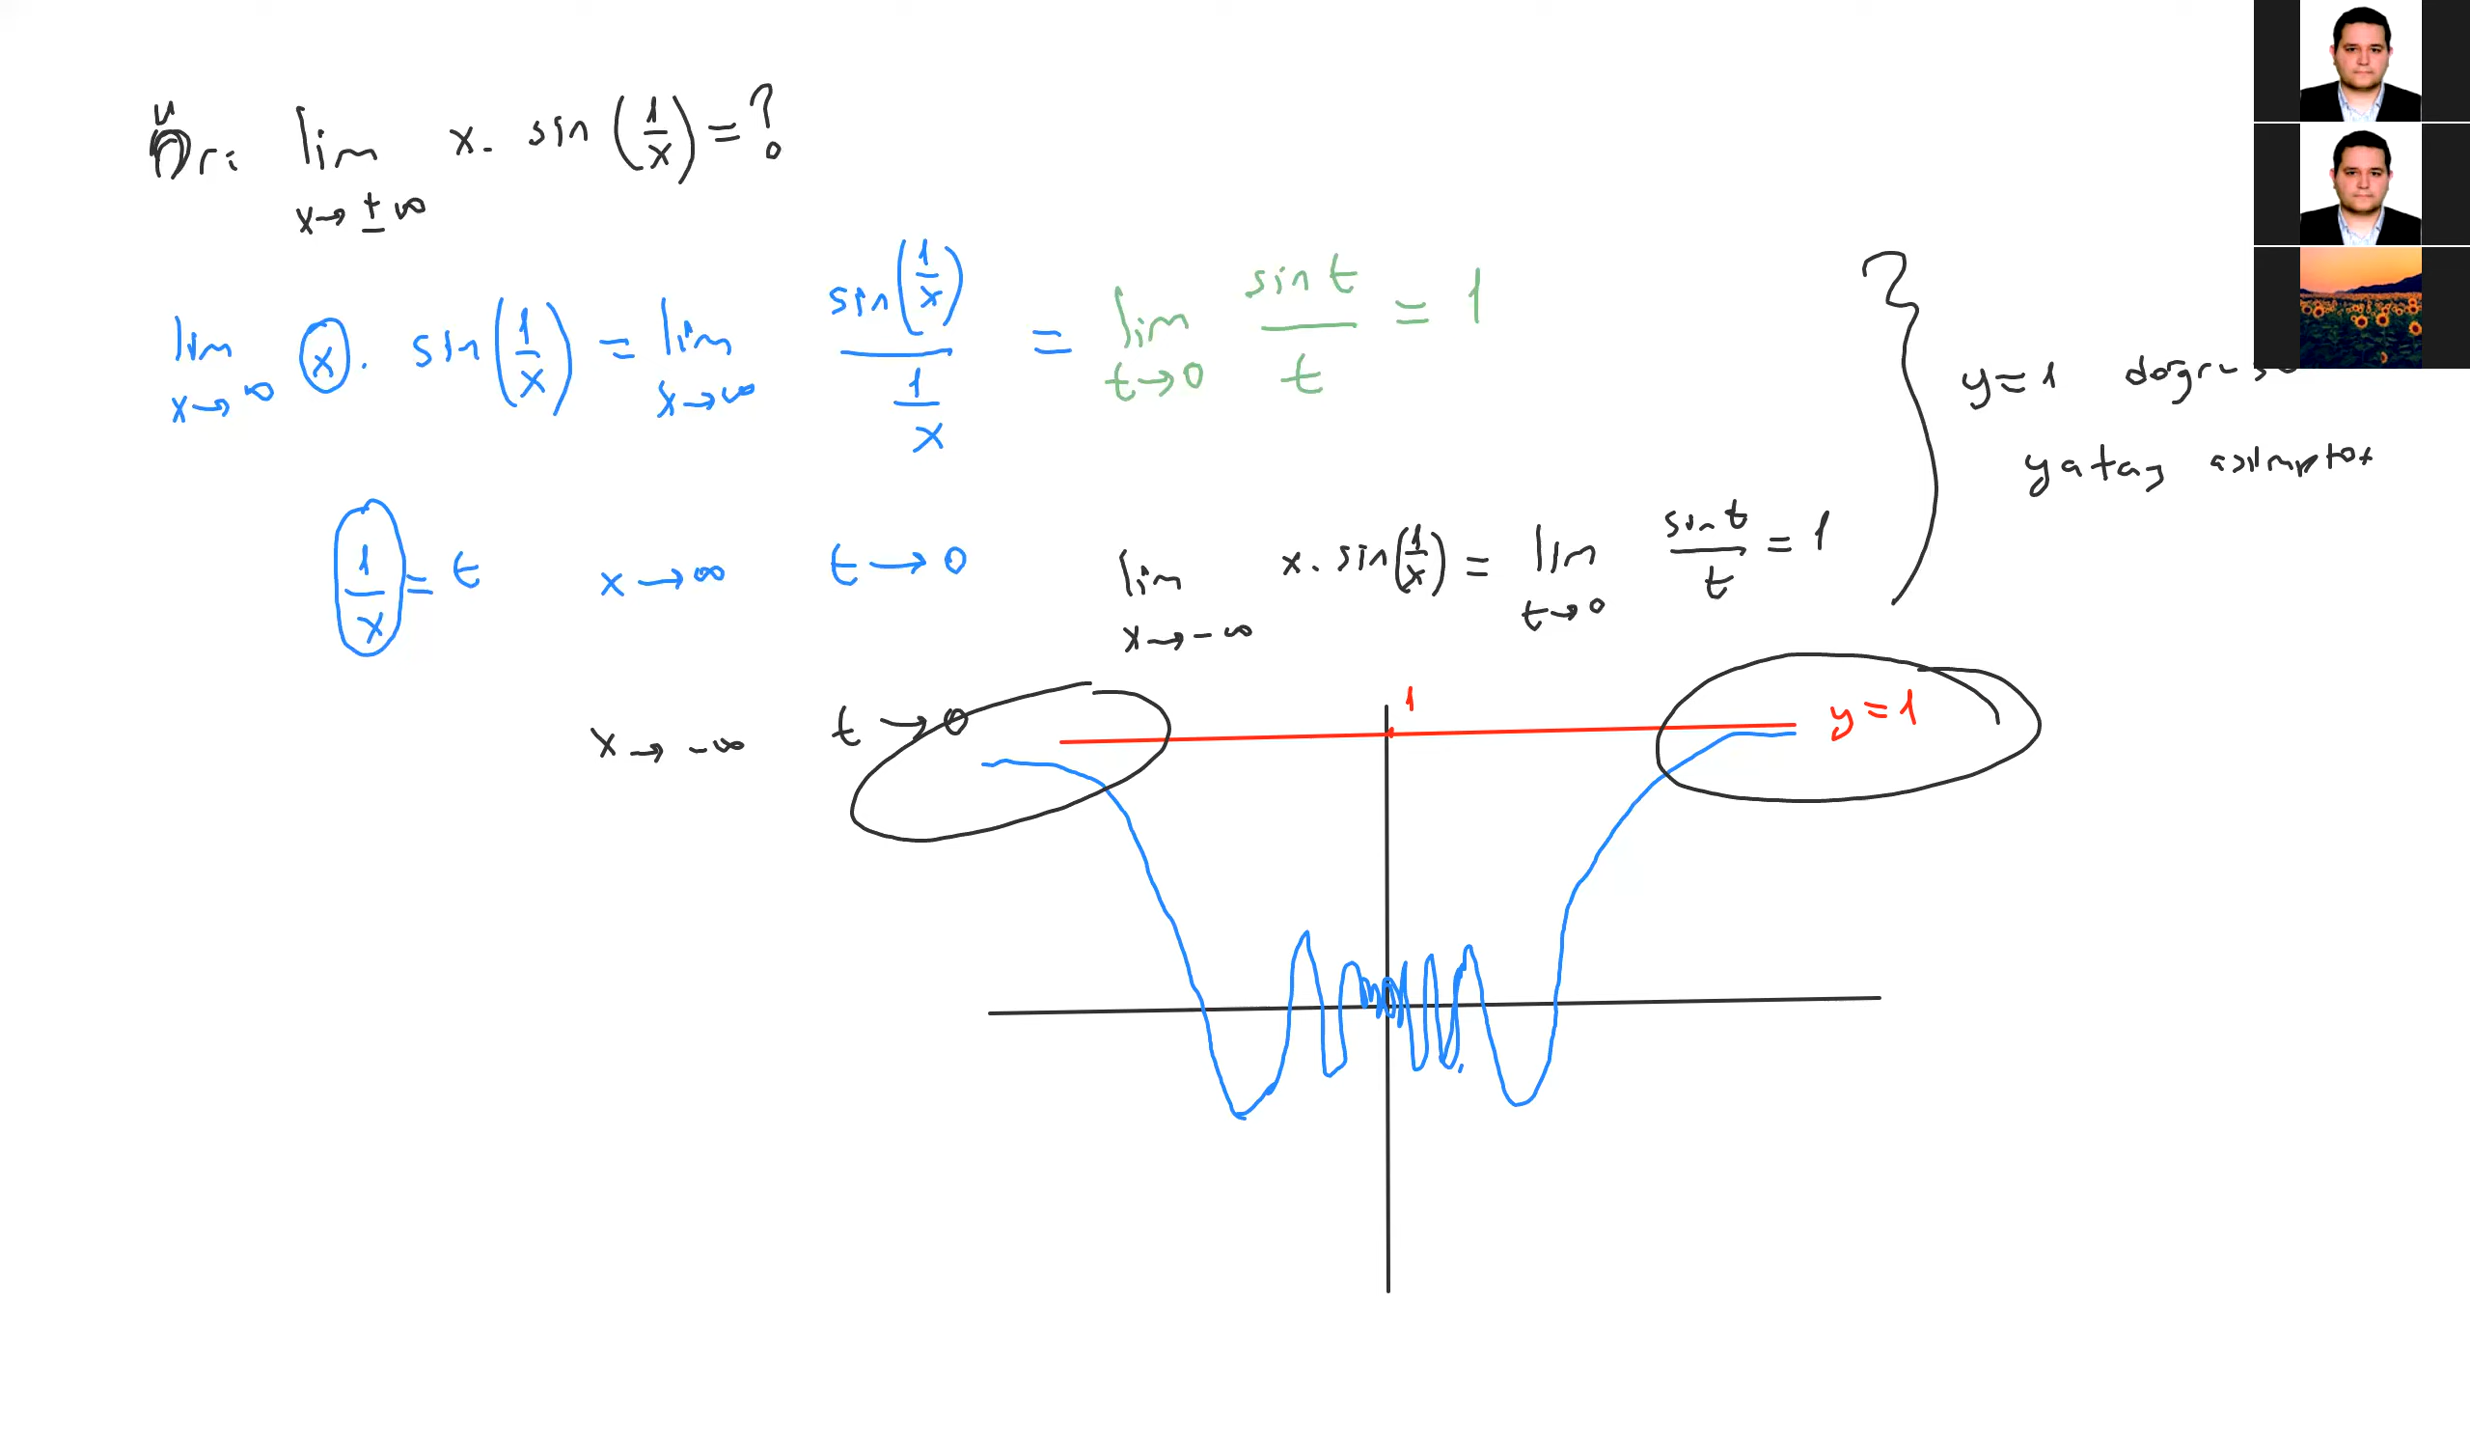 Ör: lim x→±∞ x. sin(1/x) = ?
lim x→∞ x. sin(1/x) = lim x→∞ sin(1/x) / (1/x) = lim t→0 sin t / t = 1
y=1 doğrusu
yatay asimptot
1/x = t x→∞ t→0
lim x→-∞ x. sin(1/x) = lim t→0 sin t / t = 1
x→-∞ t→0
1
y=1